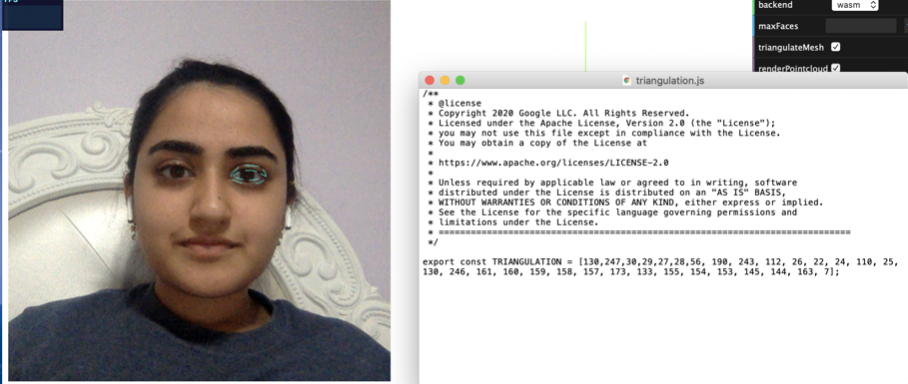 FPS
backend wasm
maxFaces
triangulateMesh
renderPointcloud
triangulation.js
/**
* @license
* Copyright 2020 Google LLC. All Rights Reserved.
* Licensed under the Apache License, Version 2.0 (the "License");
* you may not use this file except in compliance with the License.
* You may obtain a copy of the License at
*
* https://www.apache.org/licenses/LICENSE-2.0
*
* Unless required by applicable law or agreed to in writing, software
* distributed under the License is distributed on an "AS IS" BASIS,
* WITHOUT WARRANTIES OR CONDITIONS OF ANY KIND, either express or implied.
* See the License for the specific language governing permissions and
* limitations under the License.
* =============================================================================
*/
export const TRIANGULATION = [130,247,30,29,27,28,56, 190, 243, 112, 26, 22, 24, 110, 25,
130, 246, 161, 160, 159, 158, 157, 173, 133, 155, 154, 153, 145, 144, 163, 7];